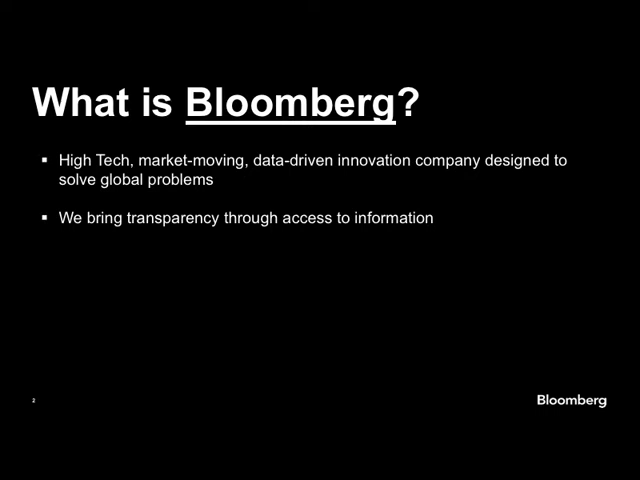 What is Bloomberg?
▪ High Tech, market-moving, data-driven innovation company designed to
solve global problems
▪ We bring transparency through access to information
2
Bloomberg